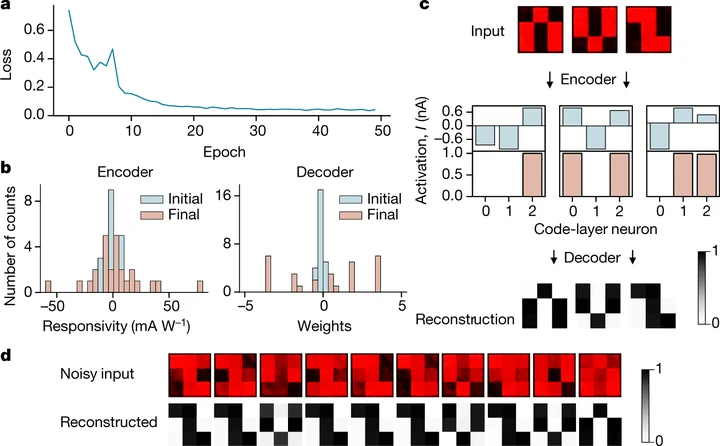 a
Loss
0.6
0.4
0.2
0.0
0
10
20
30
40
50
Epoch
b
Encoder
Number of counts
8
4
0
Initial
Final
−50
0
50
Responsivity (mA W−1)
Decoder
16
6
0
Initial
Final
−5
0
5
Weights
c
Input
Encoder
Activation, I (nA)
0.6
0.0
−0.6
1.0
0.5
0.0
0 1 2
0 1 2
0 1 2
Code-layer neuron
Decoder
Reconstruction
1
0
d
Noisy input
Reconstructed
1
0